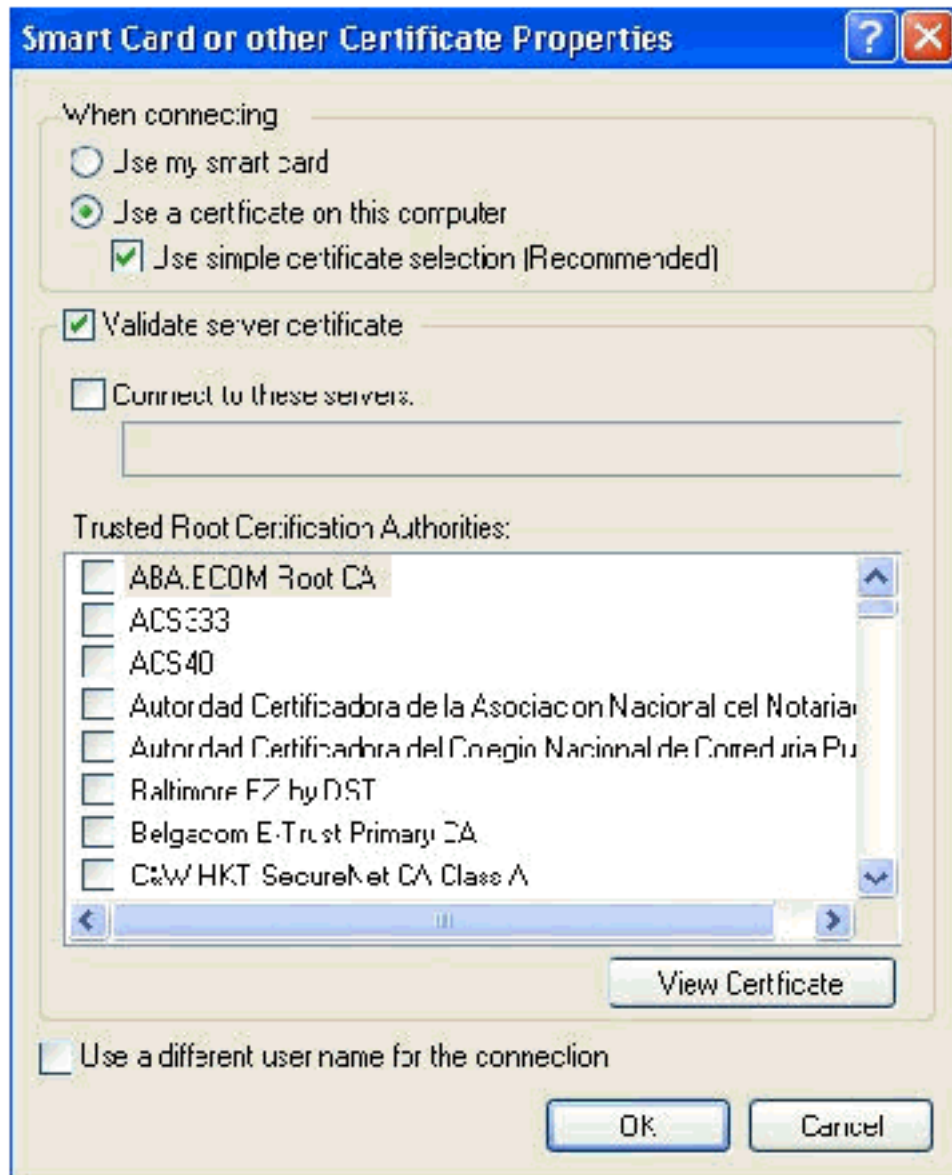 Smart Card or other Certificate Properties
When connecting
Use my smart card
Use a certificate on this computer
Use simple certificate selection (Recommended)
Validate server certificate
Connect to these servers:
Trusted Root Certification Authorities:
ABA.ECOM Root CA
ACS333
ACS40
Autoridad Certificadora de la Asociacion Nacional del Notaria
Autoridad Certificadora del Colegio Nacional de Correduria Pu
Baltimore EZ by DST
Belgacom E-Trust Primary CA
C&W HKT SecureNet CA Class A
View Certificate
Use a different user name for the connection
OK
Cancel